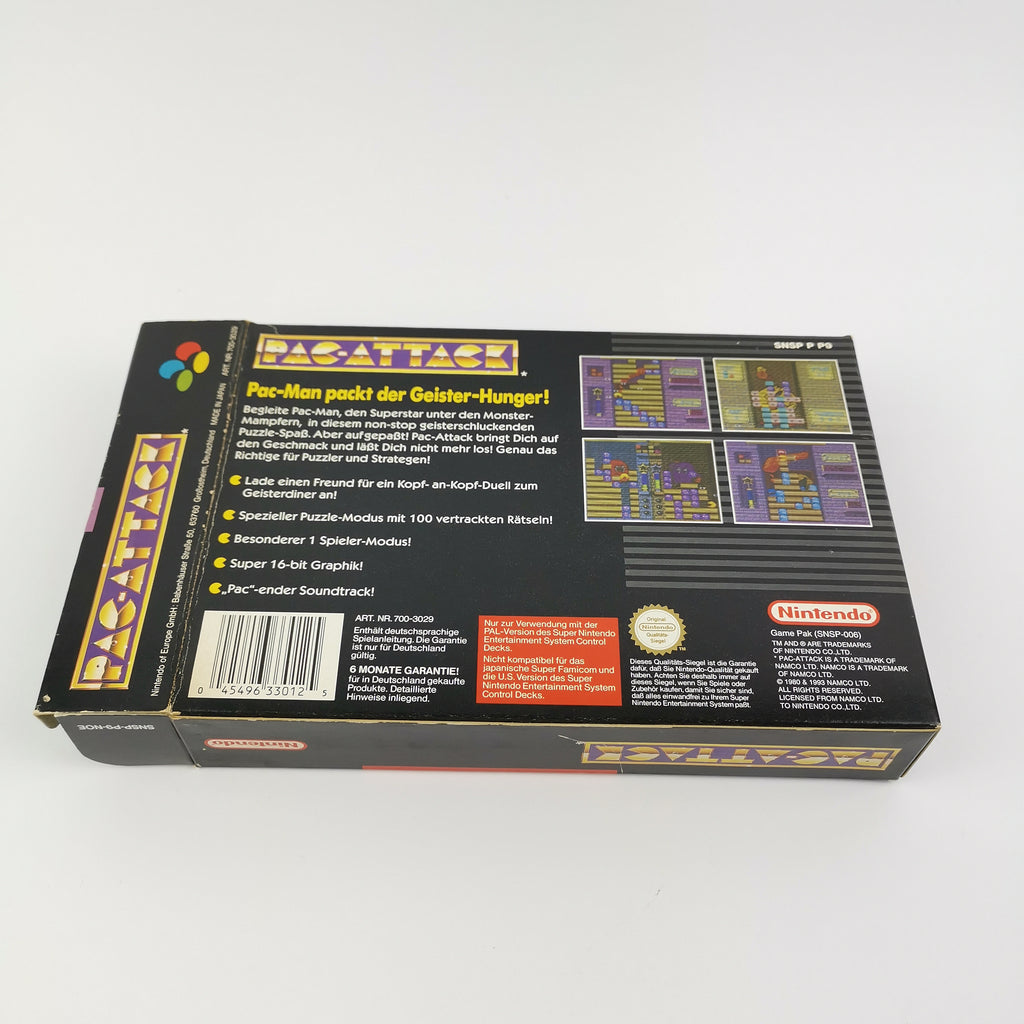 PAC-ATTACK
Pac-Man packt der Geister-Hunger!
Begleite Pac-Man, den Superstar unter den Monster-
Mampfern, in diesem non-stop geisterschluckenden
Puzzle-Spaß. Aber aufgepaßt! Pac-Attack bringt Dich auf
den Geschmack und läßt Dich nicht mehr los! Genau das
Richtige für Puzzler und Strategen!
Lade einen Freund für ein Kopf- an-Kopf-Duell zum
Geisterdiner an!
Spezieller Puzzle-Modus mit 100 vertrackten Rätseln!
Besonderer 1 Spieler-Modus!
Super 16-bit Graphik!
„Pac“-ender Soundtrack!
0 45496 33012 5
ART. NR. 700-3029
Enthält deutschsprachige
Spielanleitung. Die Garantie
ist nur für Deutschland
gültig.
6 MONATE GARANTIE!
für in Deutschland gekaufte
Produkte. Detaillierte
Hinweise inliegend.
Nur zur Verwendung mit der
PAL-Version des Super Nintendo
Entertainment System Control
Decks.
Nicht kompatibel für das
japanische Super Famicom und
die U.S. Version des Super
Nintendo Entertainment System
Control Decks.
SNSP P P9
Original
Nintendo
Qualitäts-
Siegel
TM
Dieses Qualitäts-Siegel ist die Garantie
dafür, daß Sie Nintendo-Qualität gekauft
haben. Achten Sie deshalb immer auf
dieses Siegel, wenn Sie Spiele oder
Zubehör kaufen, damit Sie sicher sind,
daß alles einwandfrei zu Ihrem Super
Nintendo Entertainment System paßt.
Nintendo
Game Pak (SNSP-006)
TM AND ® ARE TRADEMARKS
OF NINTENDO CO.,LTD.
* PAC-ATTACK IS A TRADEMARK OF
NAMCO LTD. NAMCO IS A TRADEMARK
OF NAMCO LTD.
© 1980 & 1993 NAMCO LTD.
ALL RIGHTS RESERVED.
LICENSED FROM NAMCO LTD.
TO NINTENDO CO.,LTD.
PAC-ATTACK
Nintendo of Europe GmbH: Babenhäuser Straße 50, 63760 Großostheim, Deutschland MADE IN JAPAN ART. NR. 700-3029
SNSP-P9-NOE
Nintendo
PAC-ATTACK